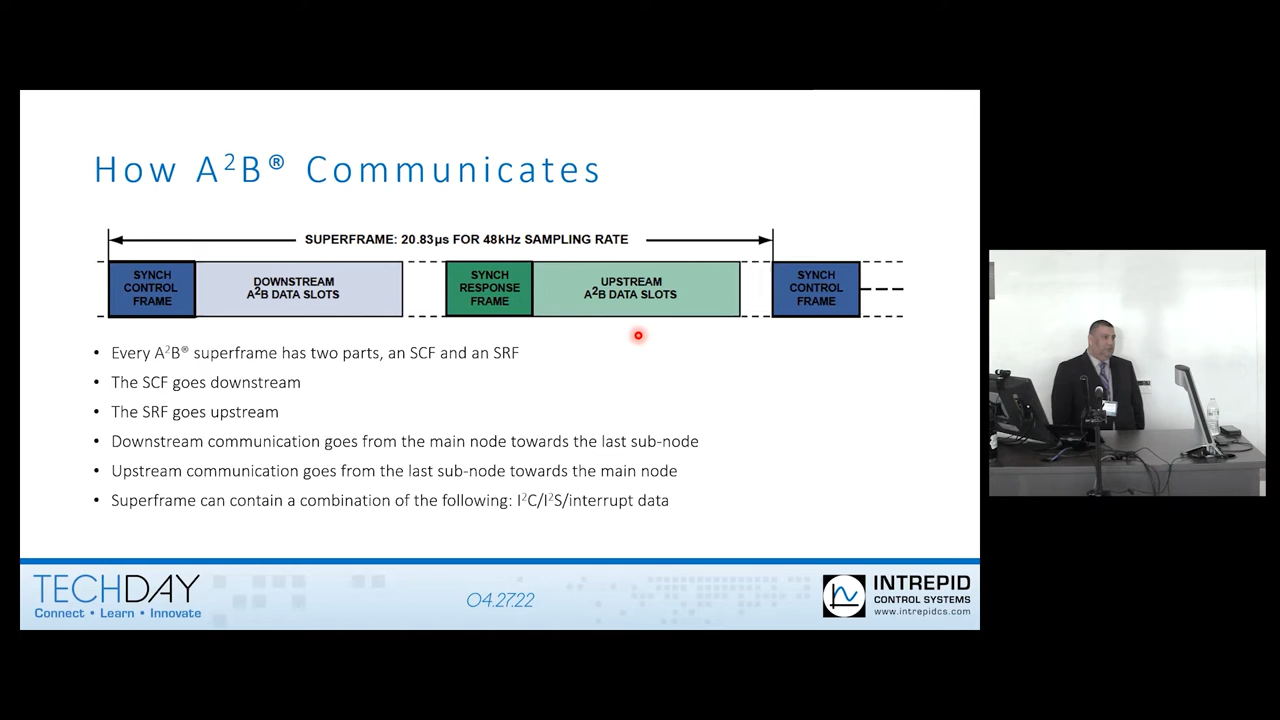 How A²B® Communicates
SUPERFRAME: 20.83µs FOR 48kHz SAMPLING RATE
SYNCH
CONTROL
FRAME
DOWNSTREAM
A²B DATA SLOTS
SYNCH
RESPONSE
FRAME
UPSTREAM
A²B DATA SLOTS
SYNCH
CONTROL
FRAME
• Every A²B® superframe has two parts, an SCF and an SRF
• The SCF goes downstream
• The SRF goes upstream
• Downstream communication goes from the main node towards the last sub-node
• Upstream communication goes from the last sub-node towards the main node
• Superframe can contain a combination of the following: I²C/I²S/interrupt data
TECHDAY
Connect • Learn • Innovate
04.27.22
INTREPID
CONTROL SYSTEMS
www.intrepidcs.com